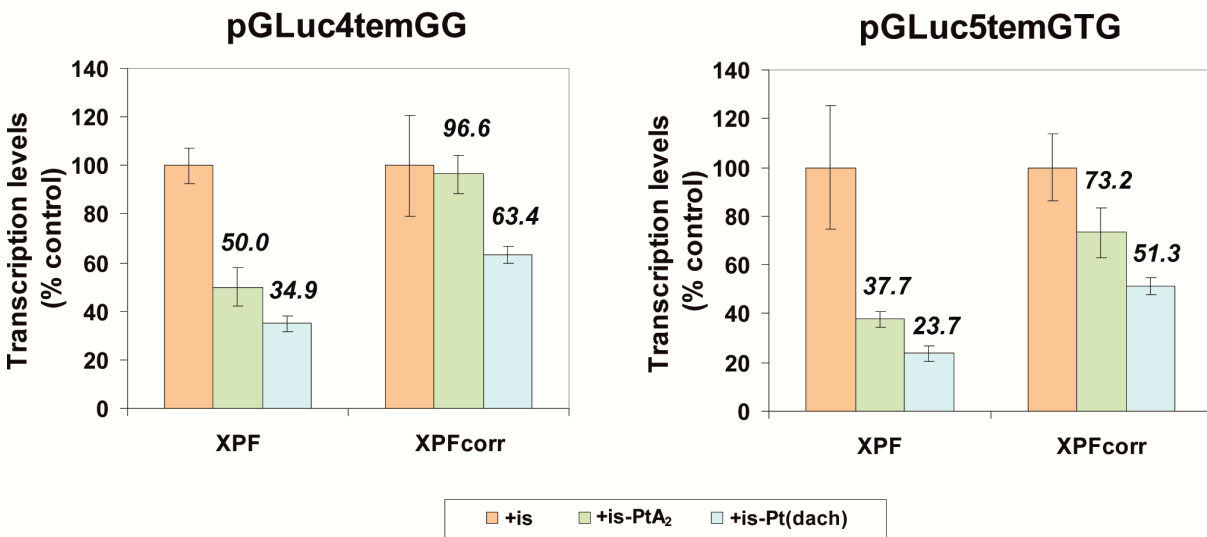 pGLuc4temGG
Transcription levels
(% control)
140
120
100
80
60
40
20
0
50.0
34.9
96.6
63.4
XPF
XPFcorr
pGLuc5temGTG
Transcription levels
(% control)
140
120
100
80
60
40
20
0
37.7
23.7
73.2
51.3
XPF
XPFcorr
+is
+is-PtA₂
+is-Pt(dach)